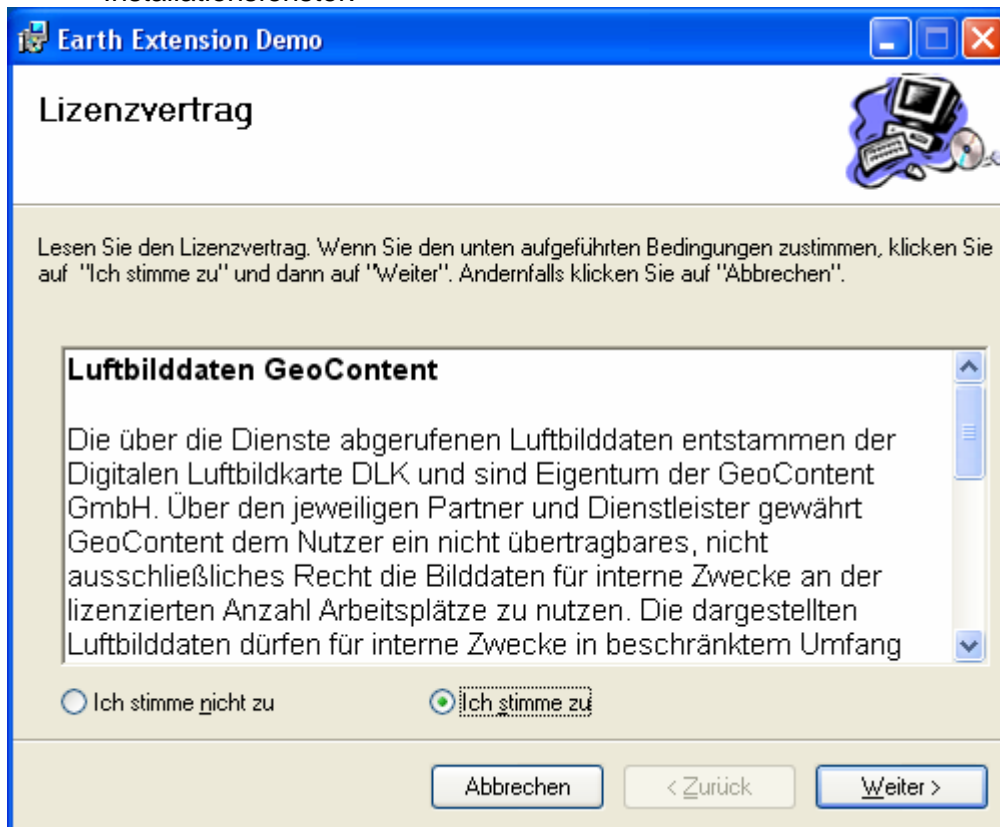 Installationsfenster.
Earth Extension Demo
Lizenzvertrag
Lesen Sie den Lizenzvertrag. Wenn Sie den unten aufgeführten Bedingungen zustimmen, klicken Sie
auf "Ich stimme zu" und dann auf "Weiter". Andernfalls klicken Sie auf "Abbrechen".
Luftbilddaten GeoContent
Die über die Dienste abgerufenen Luftbilddaten entstammen der
Digitalen Luftbildkarte DLK und sind Eigentum der GeoContent
GmbH. Über den jeweiligen Partner und Dienstleister gewährt
GeoContent dem Nutzer ein nicht übertragbares, nicht
ausschließliches Recht die Bilddaten für interne Zwecke an der
lizenzierten Anzahl Arbeitsplätze zu nutzen. Die dargestellten
Luftbilddaten dürfen für interne Zwecke in beschränktem Umfang
Ich stimme nicht zu Ich stimme zu
Abbrechen < Zurück Weiter >